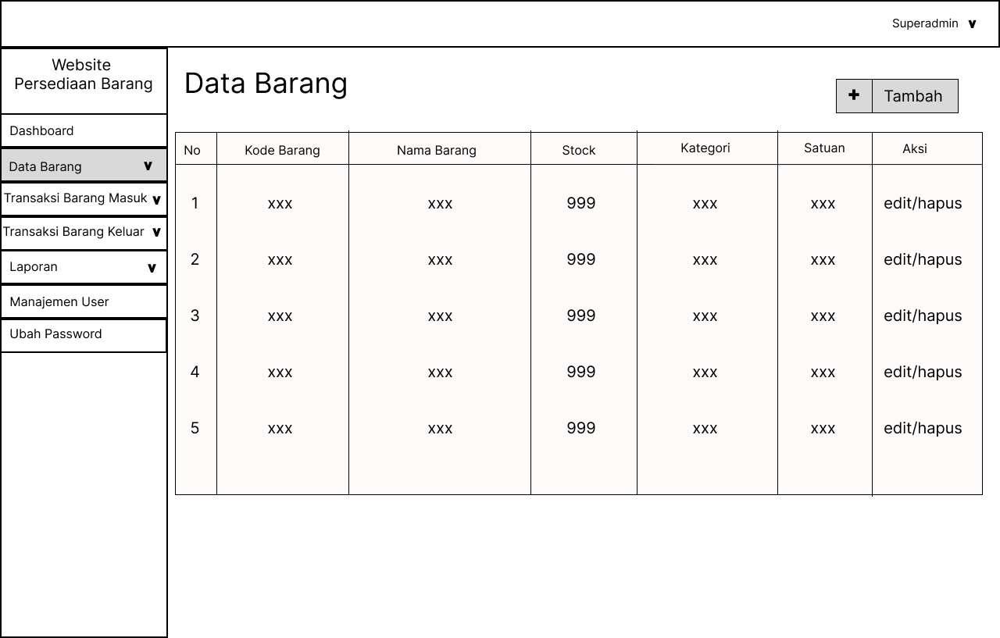 Superadmin v
Website
Persediaan Barang
Dashboard
Data Barang v
Transaksi Barang Masuk v
Transaksi Barang Keluar v
Laporan v
Manajemen User
Ubah Password
Data Barang
+ Tambah
No Kode Barang Nama Barang Stock Kategori Satuan Aksi
1 xxx xxx 999 xxx xxx edit/hapus
2 xxx xxx 999 xxx xxx edit/hapus
3 xxx xxx 999 xxx xxx edit/hapus
4 xxx xxx 999 xxx xxx edit/hapus
5 xxx xxx 999 xxx xxx edit/hapus